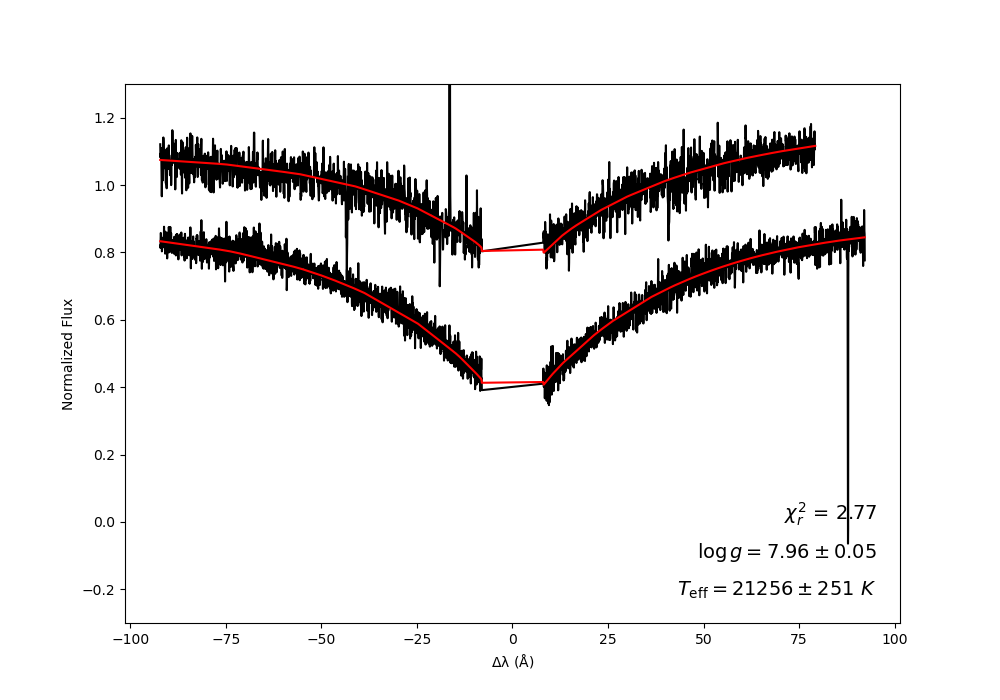 1.2
1.0
0.8
0.6
0.4
0.2
0.0
−0.2
Normalized Flux
χ²ᵣ = 2.77
log g = 7.96 ± 0.05
T_eff = 21256 ± 251 K
−100 −75 −50 −25 0 25 50 75 100
Δλ (Å)